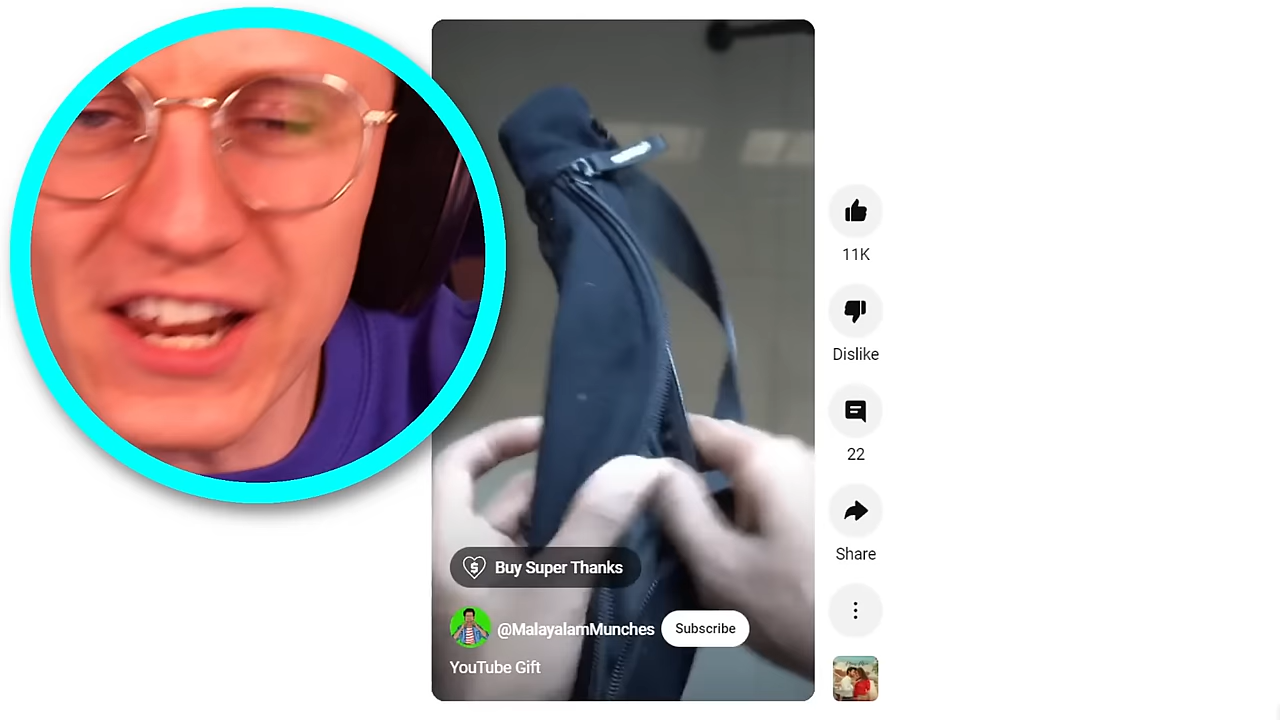 11K
Dislike
22
Share
Buy Super Thanks
@MalayalamMunches Subscribe
YouTube Gift